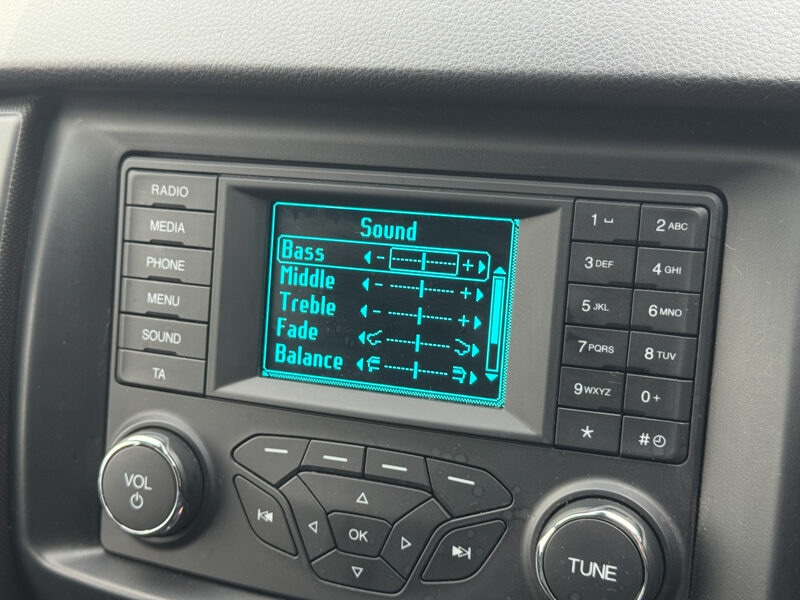 RADIO
MEDIA
PHONE
MENU
SOUND
TA
Sound
Bass - +
Middle - +
Treble - +
Fade
Balance
1
2 ABC
3 DEF
4 GHI
5 JKL
6 MNO
7 PQRS
8 TUV
9 WXYZ
0 +
*
#
VOL
OK
TUNE